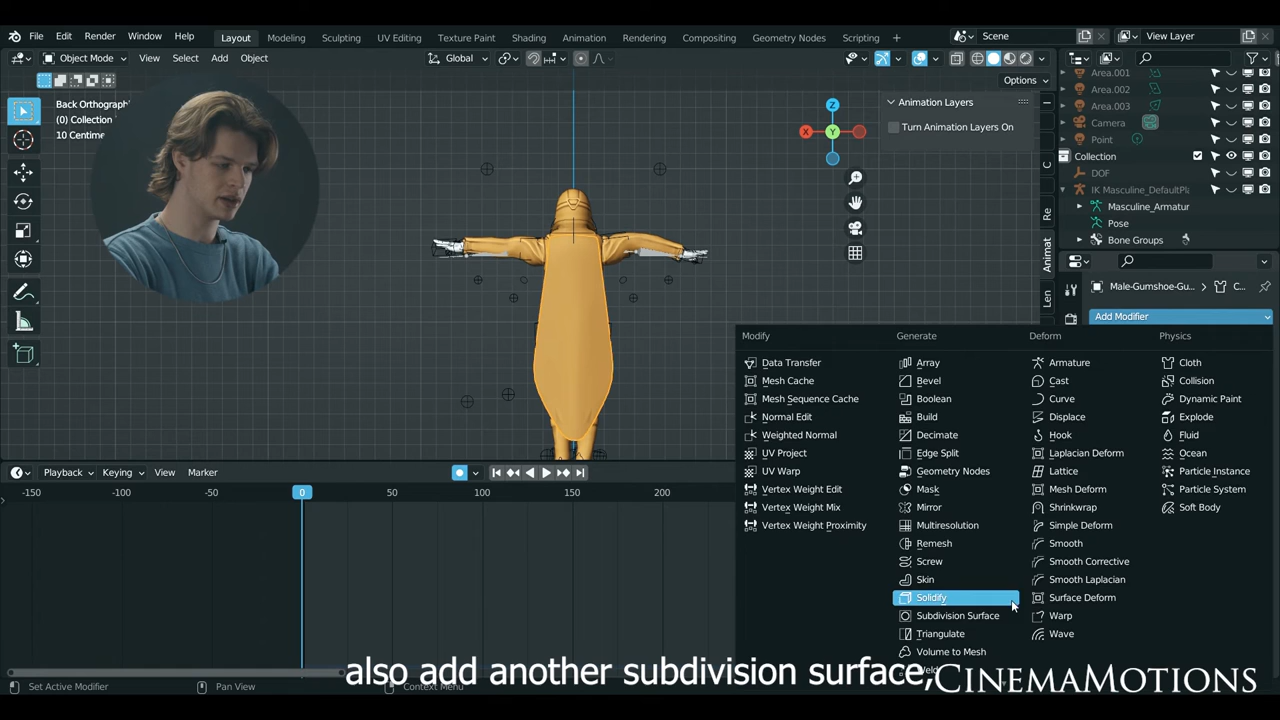 File Edit Render Window Help Layout Modeling Sculpting UV Editing Texture Paint Shading Animation Rendering Compositing Geometry Nodes Scripting + Scene View Layer
Object Mode View Select Add Object Global
Options
Back Orthograph
(0) Collection
10 Centime
Animation Layers
Turn Animation Layers On
Z
X
Y
C
Re
Animat
Len
Area.001
Area.002
Area.003
Camera
Point
Collection
DOF
IK Masculine_DefaultPla
Masculine_Armatur
Pose
Bone Groups
Male-Gumshoe-Gu... C...
Add Modifier
Modify
Data Transfer
Mesh Cache
Mesh Sequence Cache
Normal Edit
Weighted Normal
UV Project
UV Warp
Vertex Weight Edit
Vertex Weight Mix
Vertex Weight Proximity
Generate
Array
Bevel
Boolean
Build
Decimate
Edge Split
Geometry Nodes
Mask
Mirror
Multiresolution
Remesh
Screw
Skin
Solidify
Subdivision Surface
Triangulate
Volume to Mesh
Deform
Armature
Cast
Curve
Displace
Hook
Laplacian Deform
Lattice
Mesh Deform
Shrinkwrap
Simple Deform
Smooth
Smooth Corrective
Smooth Laplacian
Surface Deform
Warp
Wave
Physics
Cloth
Collision
Dynamic Paint
Explode
Fluid
Ocean
Particle Instance
Particle System
Soft Body
Playback Keying View Marker
-150 -100 -50 0 50 100 150 200
also add another subdivision surface,
CINEMAMOTIONS
Set Active Modifier Pan View Context Menu